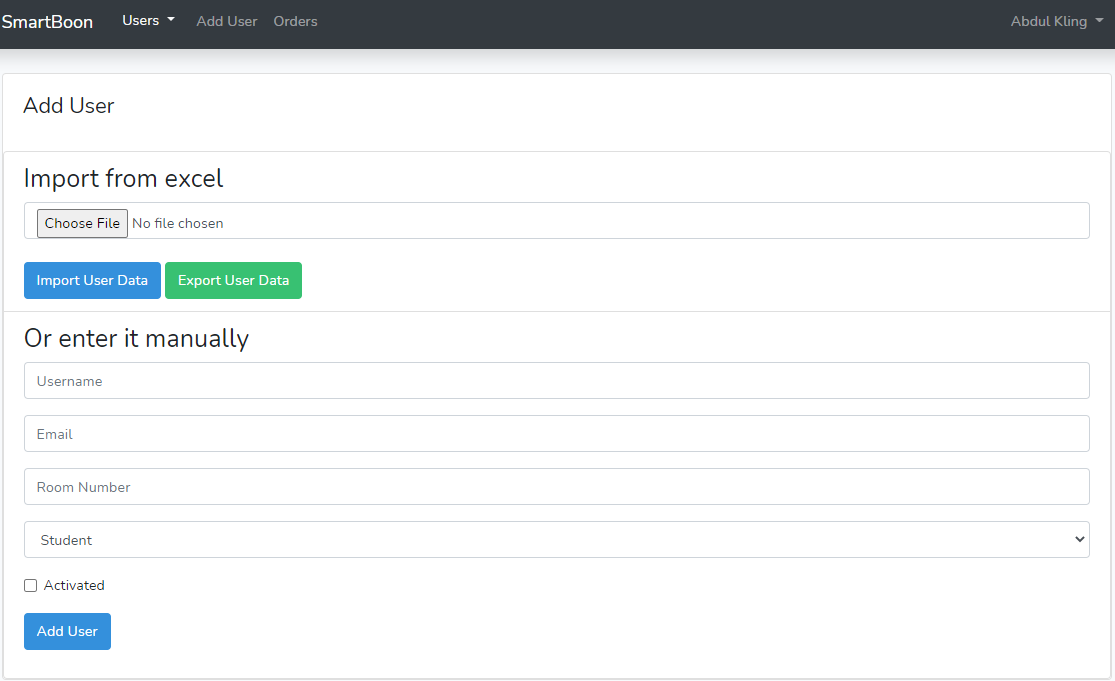 SmartBoon Users Add User Orders Abdul Kling
Add User
Import from excel
Choose File No file chosen
Import User Data Export User Data
Or enter it manually
Username
Email
Room Number
Student
Activated
Add User